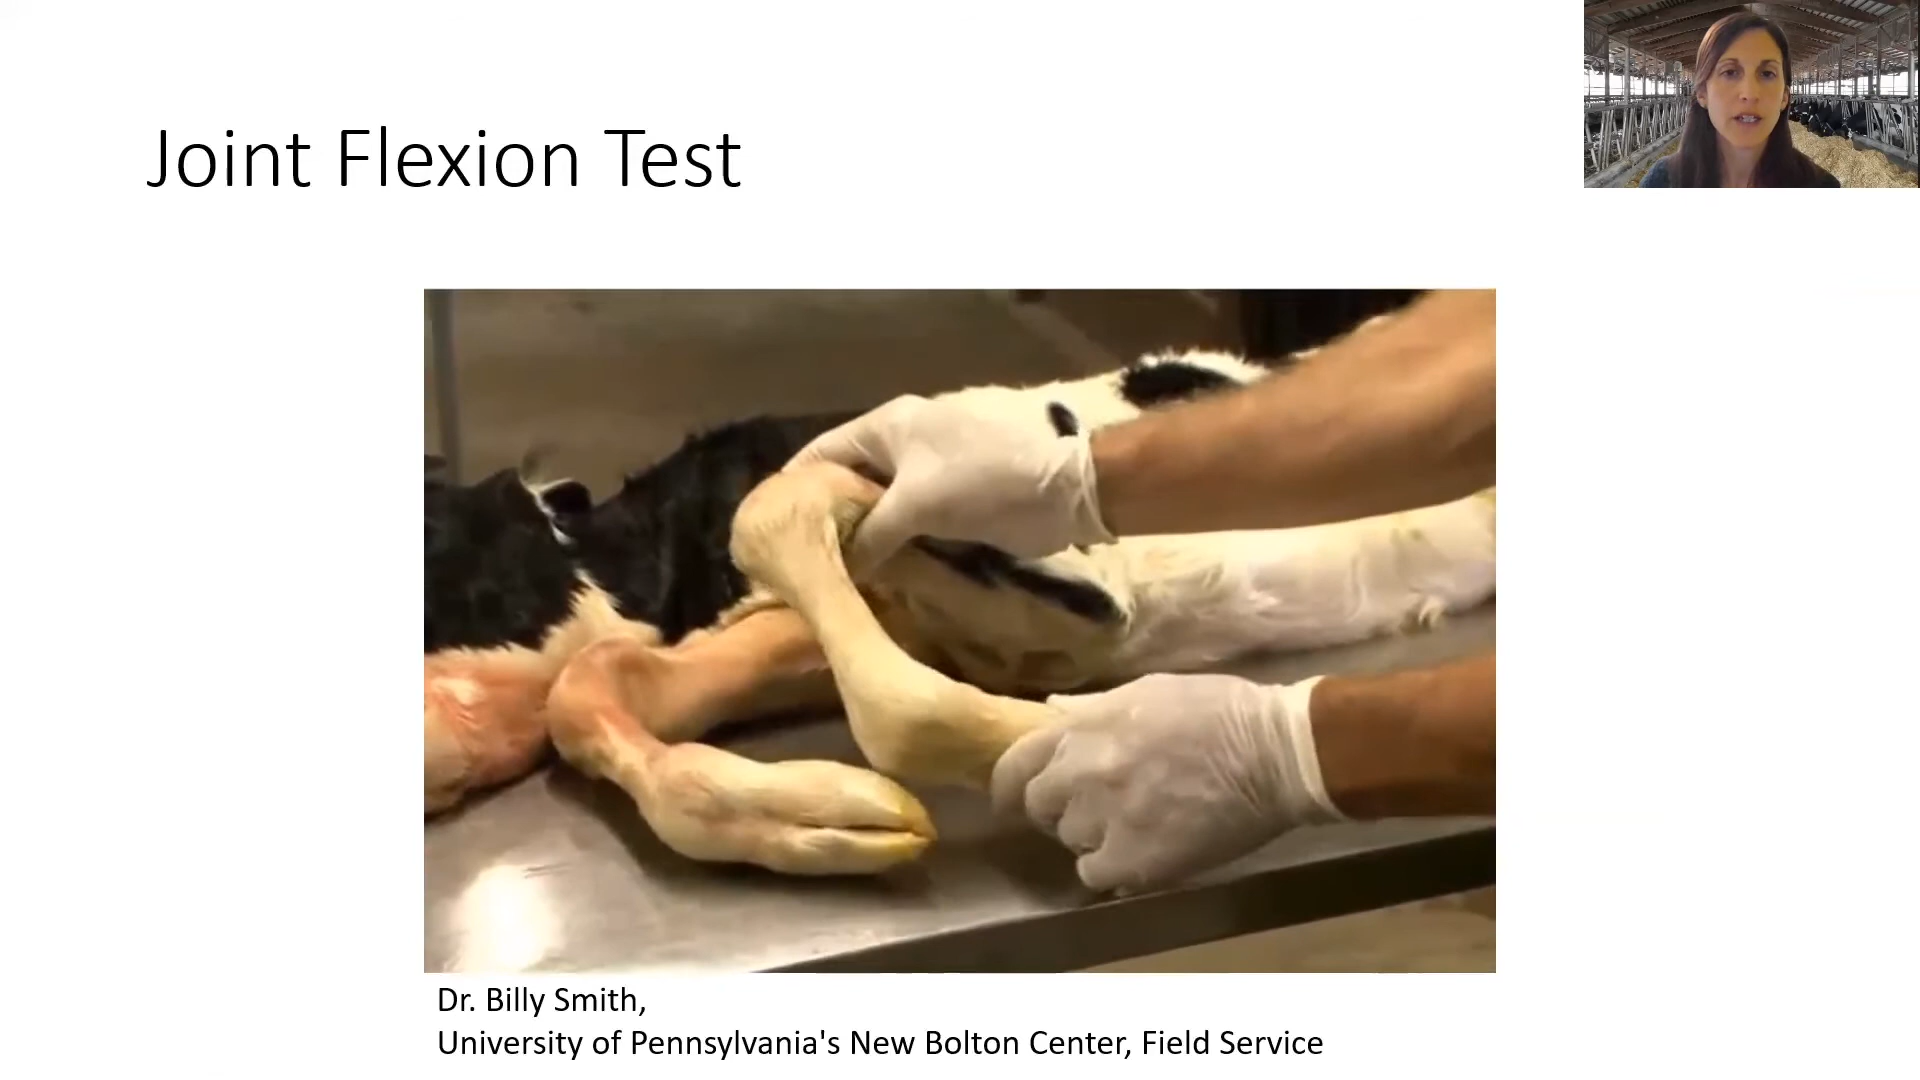 Joint Flexion Test
Dr. Billy Smith,
University of Pennsylvania's New Bolton Center, Field Service